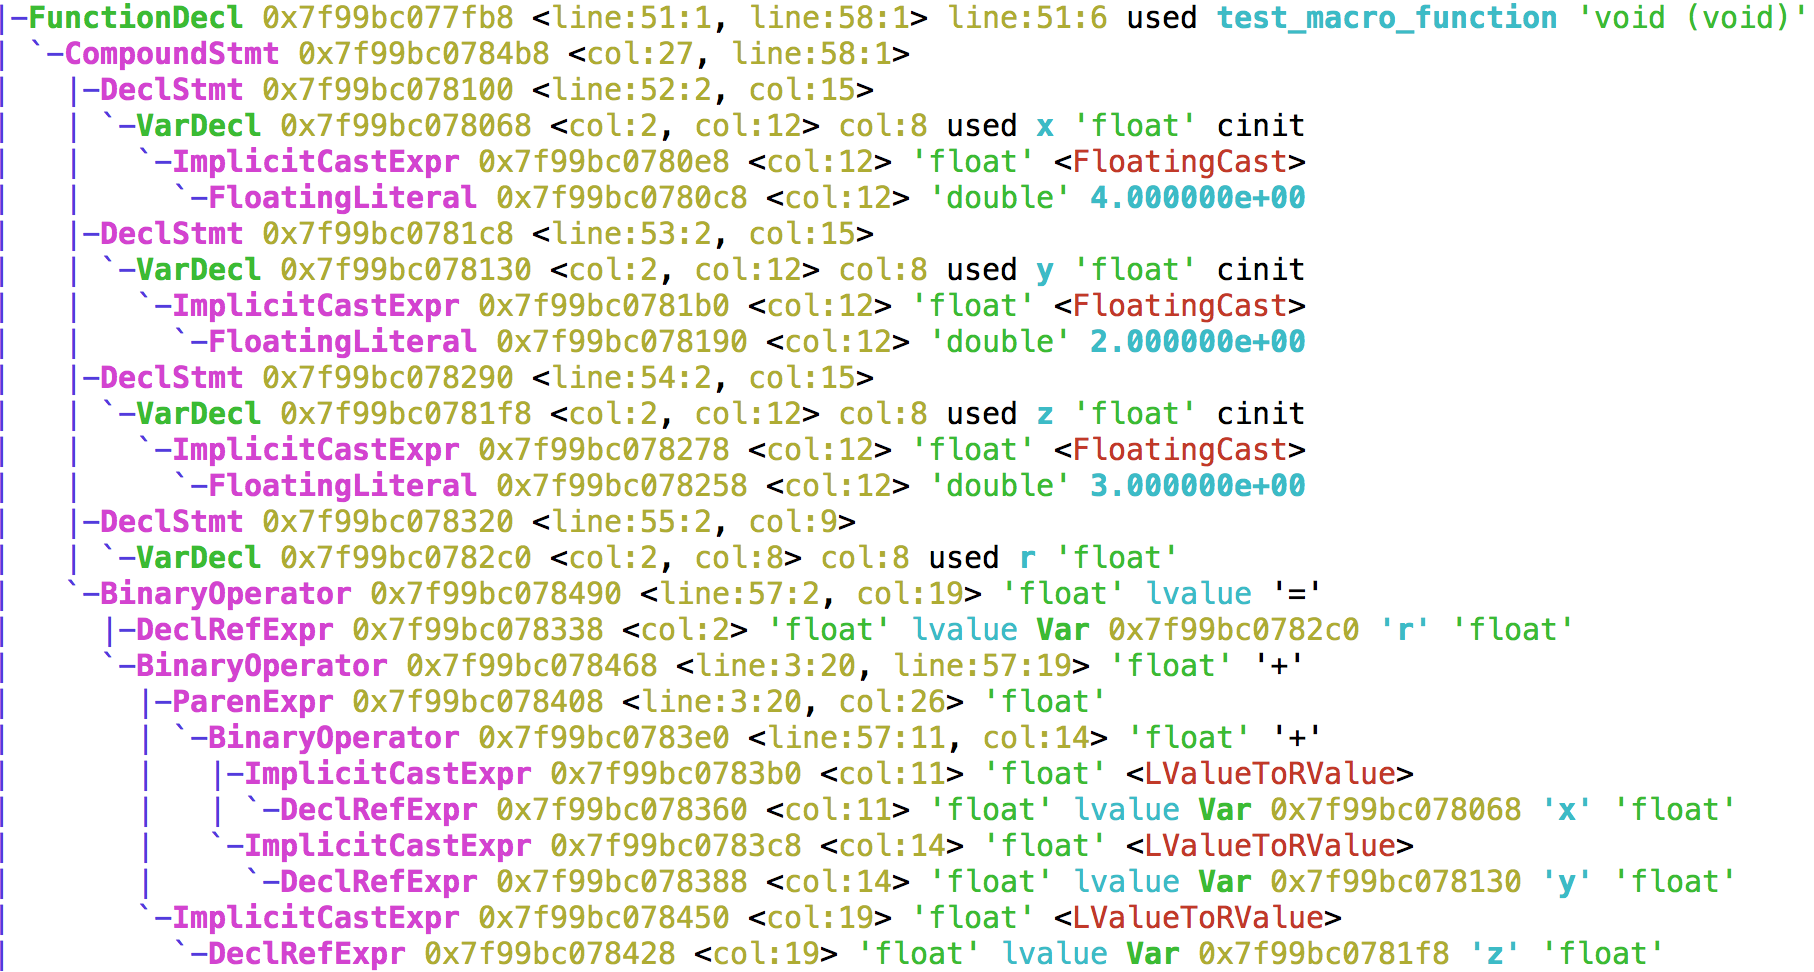 |-FunctionDecl 0x7f99bc077fb8 <line:51:1, line:58:1> line:51:6 used test_macro_function 'void (void)'
| `-CompoundStmt 0x7f99bc0784b8 <col:27, line:58:1>
|   |-DeclStmt 0x7f99bc078100 <line:52:2, col:15>
|   | `-VarDecl 0x7f99bc078068 <col:2, col:12> col:8 used x 'float' cinit
|   |   `-ImplicitCastExpr 0x7f99bc0780e8 <col:12> 'float' <FloatingCast>
|   |     `-FloatingLiteral 0x7f99bc0780c8 <col:12> 'double' 4.000000e+00
|   |-DeclStmt 0x7f99bc0781c8 <line:53:2, col:15>
|   | `-VarDecl 0x7f99bc078130 <col:2, col:12> col:8 used y 'float' cinit
|   |   `-ImplicitCastExpr 0x7f99bc0781b0 <col:12> 'float' <FloatingCast>
|   |     `-FloatingLiteral 0x7f99bc078190 <col:12> 'double' 2.000000e+00
|   |-DeclStmt 0x7f99bc078290 <line:54:2, col:15>
|   | `-VarDecl 0x7f99bc0781f8 <col:2, col:12> col:8 used z 'float' cinit
|   |   `-ImplicitCastExpr 0x7f99bc078278 <col:12> 'float' <FloatingCast>
|   |     `-FloatingLiteral 0x7f99bc078258 <col:12> 'double' 3.000000e+00
|   |-DeclStmt 0x7f99bc078320 <line:55:2, col:9>
|   | `-VarDecl 0x7f99bc0782c0 <col:2, col:8> col:8 used r 'float'
|   `-BinaryOperator 0x7f99bc078490 <line:57:2, col:19> 'float' lvalue '='
|     |-DeclRefExpr 0x7f99bc078338 <col:2> 'float' lvalue Var 0x7f99bc0782c0 'r' 'float'
|     `-BinaryOperator 0x7f99bc078468 <line:3:20, line:57:19> 'float' '+'
|       |-ParenExpr 0x7f99bc078408 <line:3:20, col:26> 'float'
|       | `-BinaryOperator 0x7f99bc0783e0 <line:57:11, col:14> 'float' '+'
|       |   |-ImplicitCastExpr 0x7f99bc0783b0 <col:11> 'float' <LValueToRValue>
|       |   | `-DeclRefExpr 0x7f99bc078360 <col:11> 'float' lvalue Var 0x7f99bc078068 'x' 'float'
|       |   `-ImplicitCastExpr 0x7f99bc0783c8 <col:14> 'float' <LValueToRValue>
|       |     `-DeclRefExpr 0x7f99bc078388 <col:14> 'float' lvalue Var 0x7f99bc078130 'y' 'float'
|       `-ImplicitCastExpr 0x7f99bc078450 <col:19> 'float' <LValueToRValue>
|         `-DeclRefExpr 0x7f99bc078428 <col:19> 'float' lvalue Var 0x7f99bc0781f8 'z' 'float'